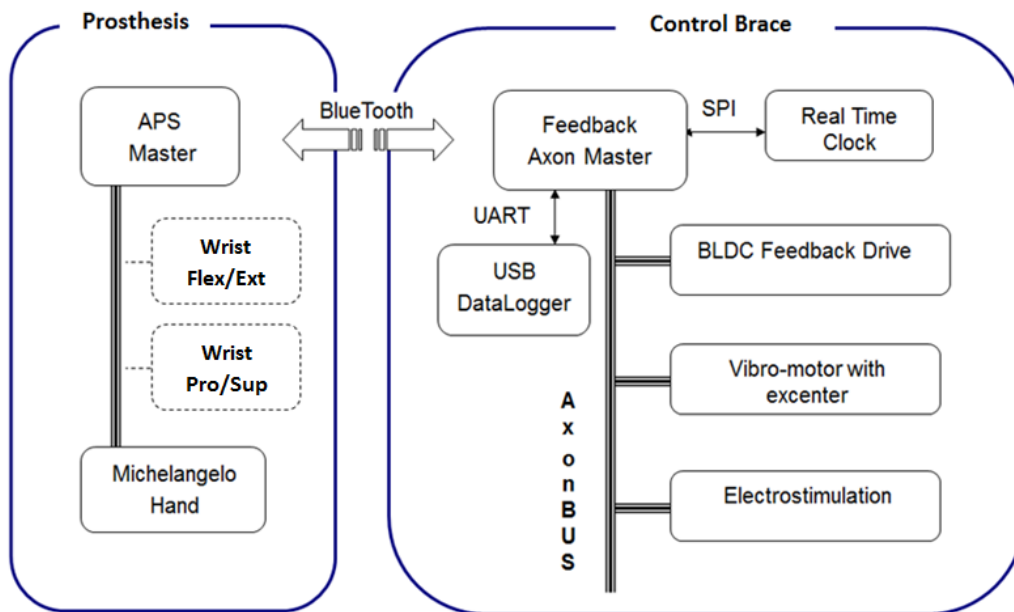 Prosthesis
APS
Master
Wrist
Flex/Ext
Wrist
Pro/Sup
Michelangelo
Hand
BlueTooth
Control Brace
Feedback
Axon Master
SPI
Real Time
Clock
UART
USB
DataLogger
BLDC Feedback Drive
Vibro-motor with
excenter
Electrostimulation
A
x
o
n
B
U
S